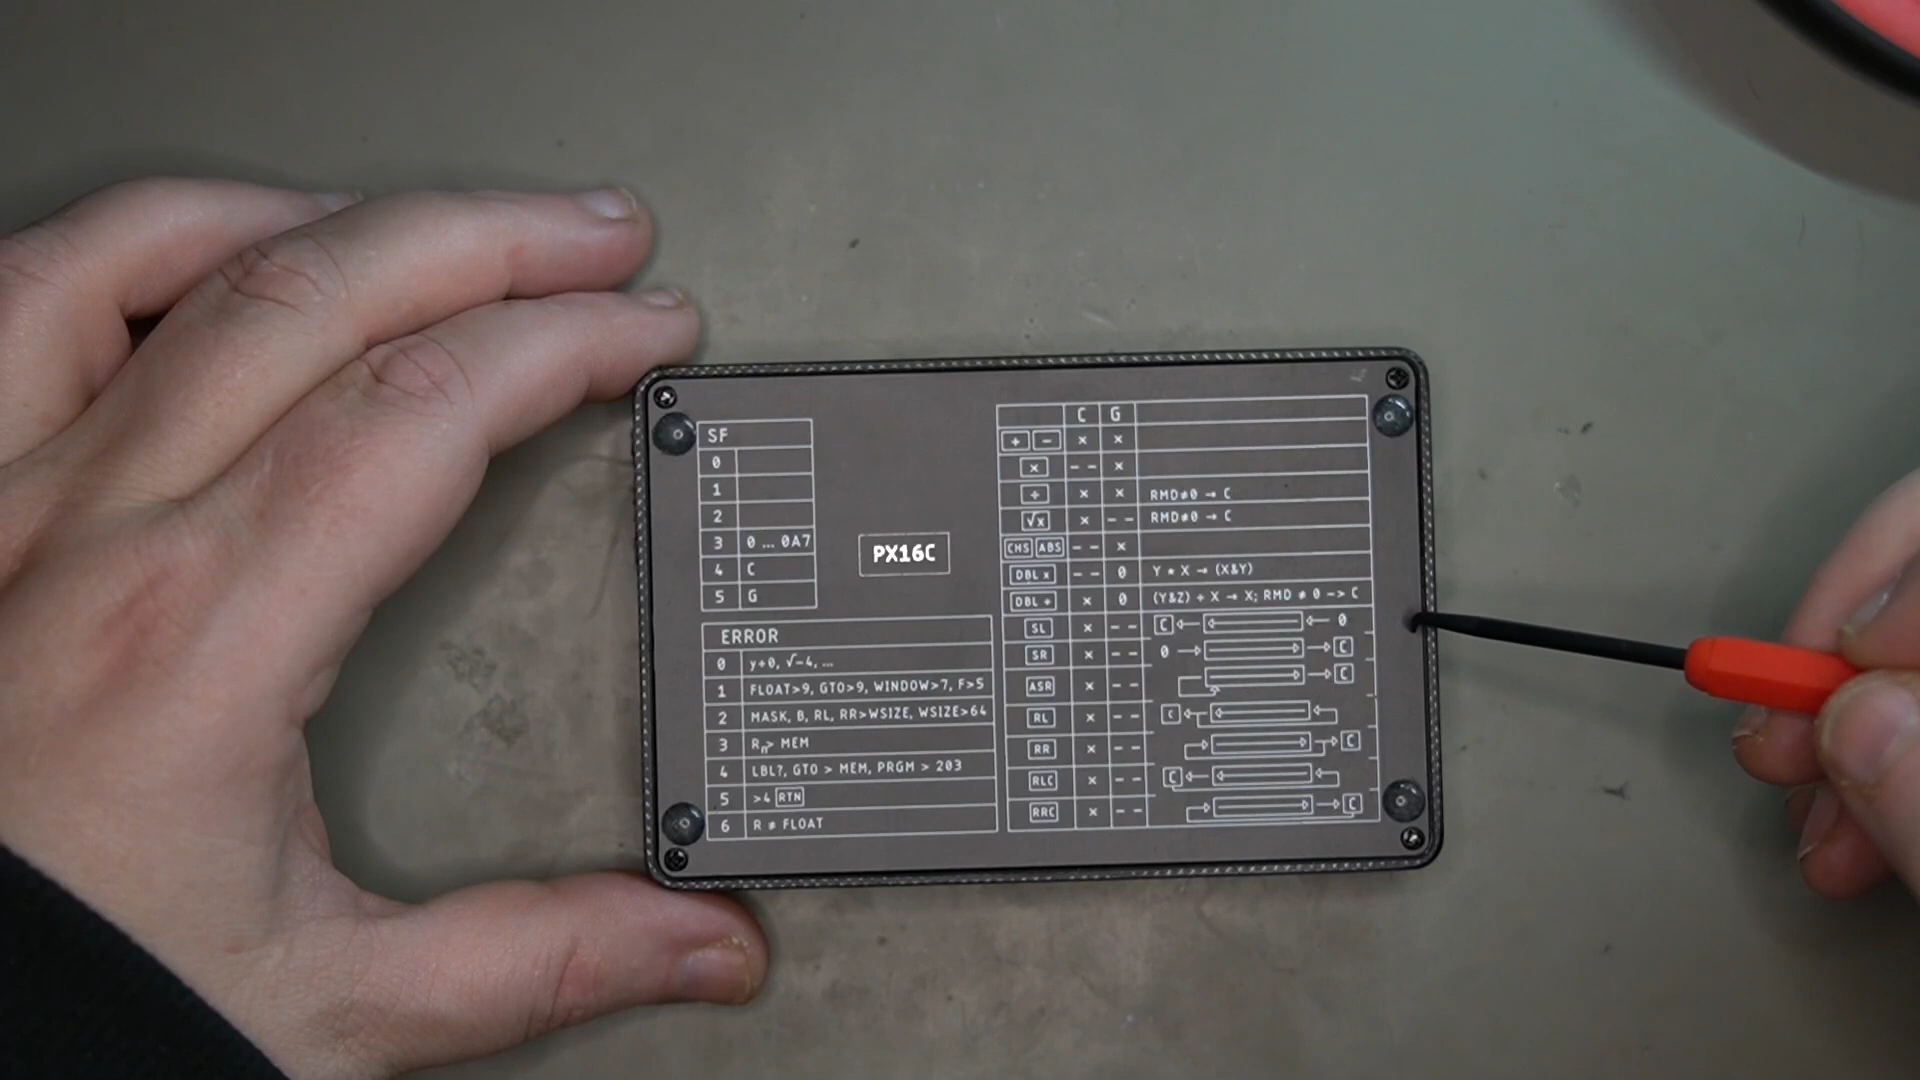 SF
0
1
2
3 0 ... 0A7
4 C
5 G
PX16C
ERROR
0 y÷0, √-4, ...
1 FLOAT>9, GTO>9, WINDOW>7, F>5
2 MASK, B, RL, RR>WSIZE, WSIZE>64
3 Rn> MEM
4 LBL?, GTO > MEM, PRGM > 203
5 >4 RTN
6 R ≠ FLOAT
C G
+ - × ×
× -- ×
÷ × × RMD≠0 → C
√x × -- RMD≠0 → C
CHS ABS -- ×
DBL x -- 0 Y * X → (X&Y)
DBL ÷ × 0 (Y&Z) ÷ X → X; RMD ≠ 0 -> C
SL × -- C ← ← 0
SR × -- 0 → → C
ASR × -- → C
RL × -- C ← ←
RR × -- → → C
RLC × -- C ← ←
RRC × -- → → C